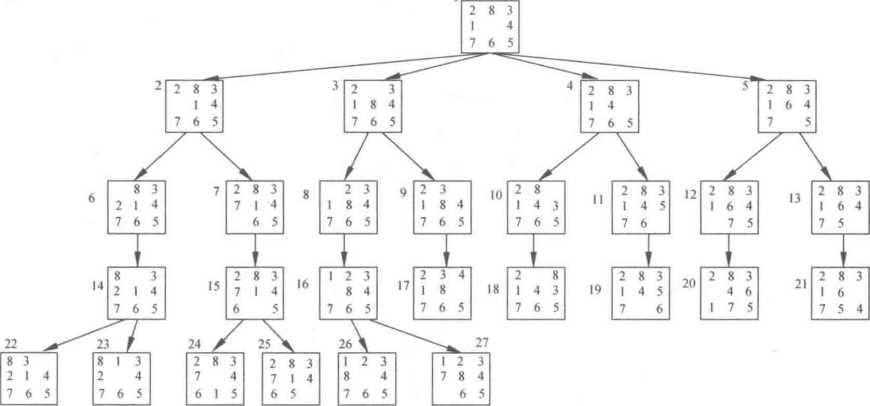 2 8 3
1 4
7 6 5
2
2 8 3
1 4
7 6 5
3
2 3
1 8 4
7 6 5
4
2 8 3
1 4
7 6 5
5
2 8 3
1 6 4
7 5
6
8 3
2 1 4
7 6 5
7
2 8 3
7 1 4
6 5
8
2 3
1 8 4
7 6 5
9
2 3
1 8 4
7 6 5
10
2 8
1 4 3
7 6 5
11
2 8 3
1 4 5
7 6
12
2 8 3
1 6 4
7 5
13
2 8 3
1 6 4
7 5
14
8 3
2 1 4
7 6 5
15
2 8 3
7 1 4
6 5
16
1 2 3
8 4
7 6 5
17
2 3 4
1 8
7 6 5
18
2 8
1 4 3
7 6 5
19
2 8 3
1 4 5
7 6
20
2 8 3
4 6
1 7 5
21
2 8 3
1 6
7 5 4
22
8 3
2 1 4
7 6 5
23
8 1 3
2 4
7 6 5
24
2 8 3
7 4
6 1 5
25
2 8 3
7 1 4
6 5
26
1 2 3
8 4
7 6 5
27
1 2 3
7 8 4
6 5